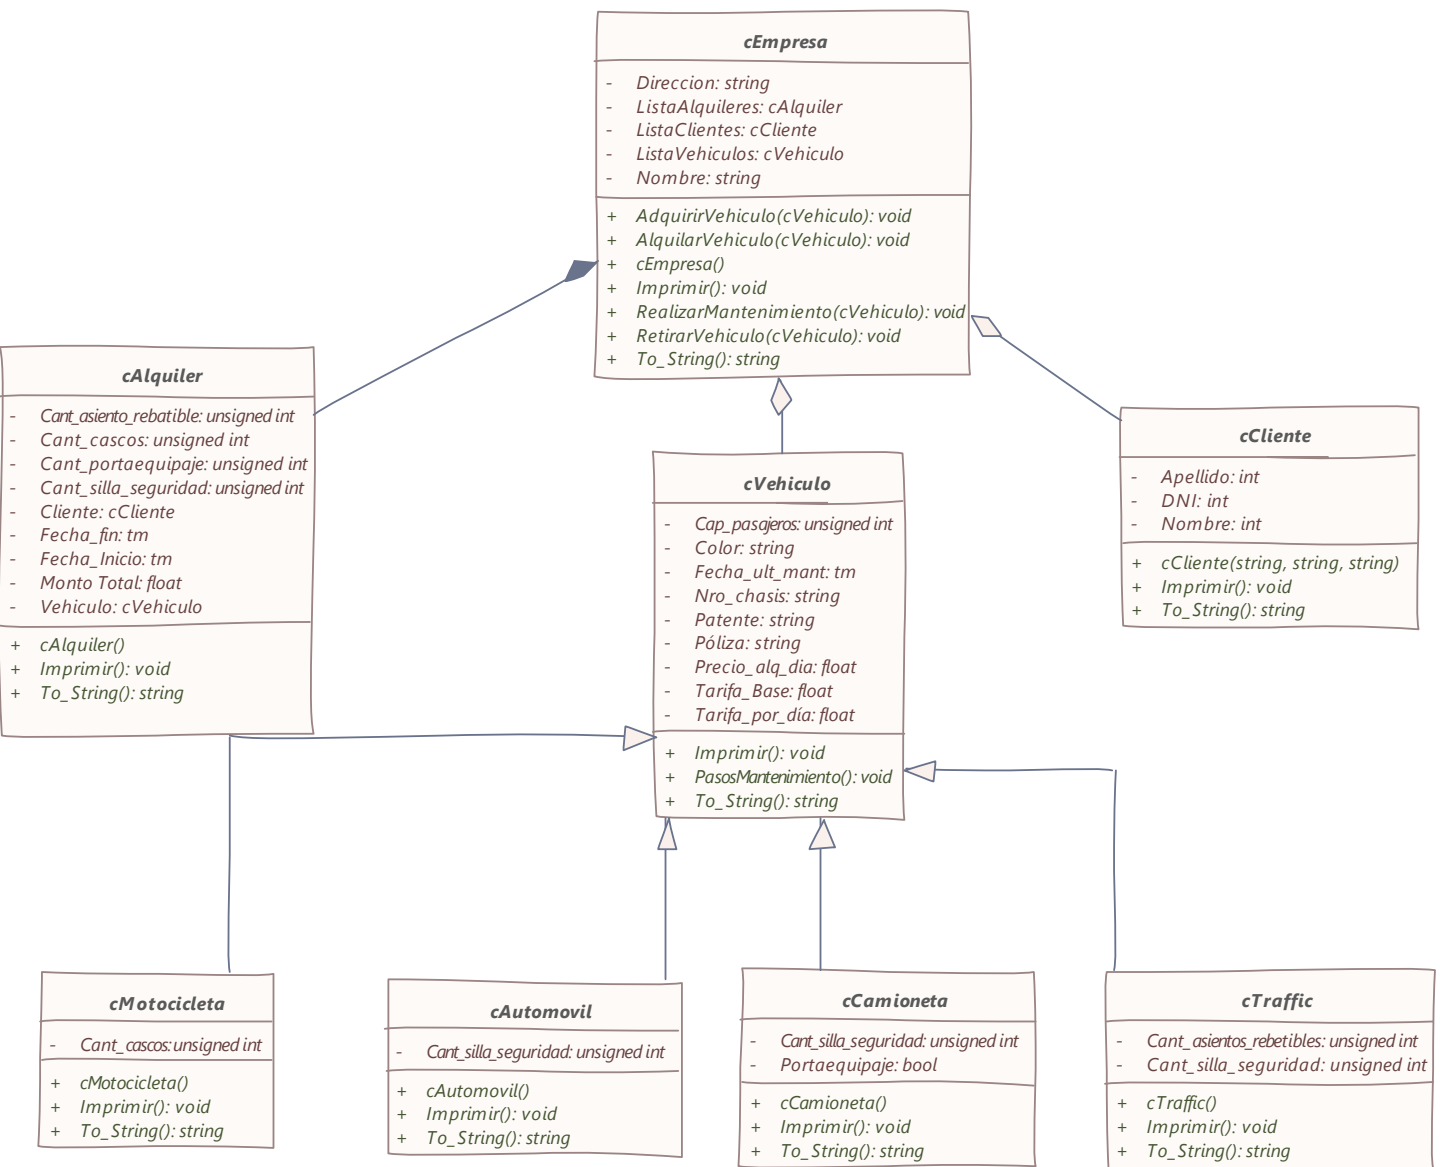 cEmpresa
- Direccion: string
- ListaAlquileres: cAlquiler
- ListaClientes: cCliente
- ListaVehiculos: cVehiculo
- Nombre: string
+ AdquirirVehiculo(cVehiculo): void
+ AlquilarVehiculo(cVehiculo): void
+ cEmpresa()
+ Imprimir(): void
+ RealizarMantenimiento(cVehiculo): void
+ RetirarVehiculo(cVehiculo): void
+ To_String(): string
cAlquiler
- Cant_asiento_rebatible: unsigned int
- Cant_cascos: unsigned int
- Cant_portaequipaje: unsigned int
- Cant_silla_seguridad: unsigned int
- Cliente: cCliente
- Fecha_fin: tm
- Fecha_Inicio: tm
- Monto Total: float
- Vehiculo: cVehiculo
+ cAlquiler()
+ Imprimir(): void
+ To_String(): string
cVehiculo
- Cap_pasajeros: unsigned int
- Color: string
- Fecha_ult_mant: tm
- Nro_chasis: string
- Patente: string
- Póliza: string
- Precio_alq_dia: float
- Tarifa_Base: float
- Tarifa_por_día: float
+ Imprimir(): void
+ PasosMantenimiento(): void
+ To_String(): string
cCliente
- Apellido: int
- DNI: int
- Nombre: int
+ cCliente(string, string, string)
+ Imprimir(): void
+ To_String(): string
cMotocicleta
- Cant_cascos: unsigned int
+ cMotocicleta()
+ Imprimir(): void
+ To_String(): string
cAutomovil
- Cant_silla_seguridad: unsigned int
+ cAutomovil()
+ Imprimir(): void
+ To_String(): string
cCamioneta
- Cant_silla_seguridad: unsigned int
- Portaequipaje: bool
+ cCamioneta()
+ Imprimir(): void
+ To_String(): string
cTraffic
- Cant_asientos_rebetibles: unsigned int
- Cant_silla_seguridad: unsigned int
+ cTraffic()
+ Imprimir(): void
+ To_String(): string